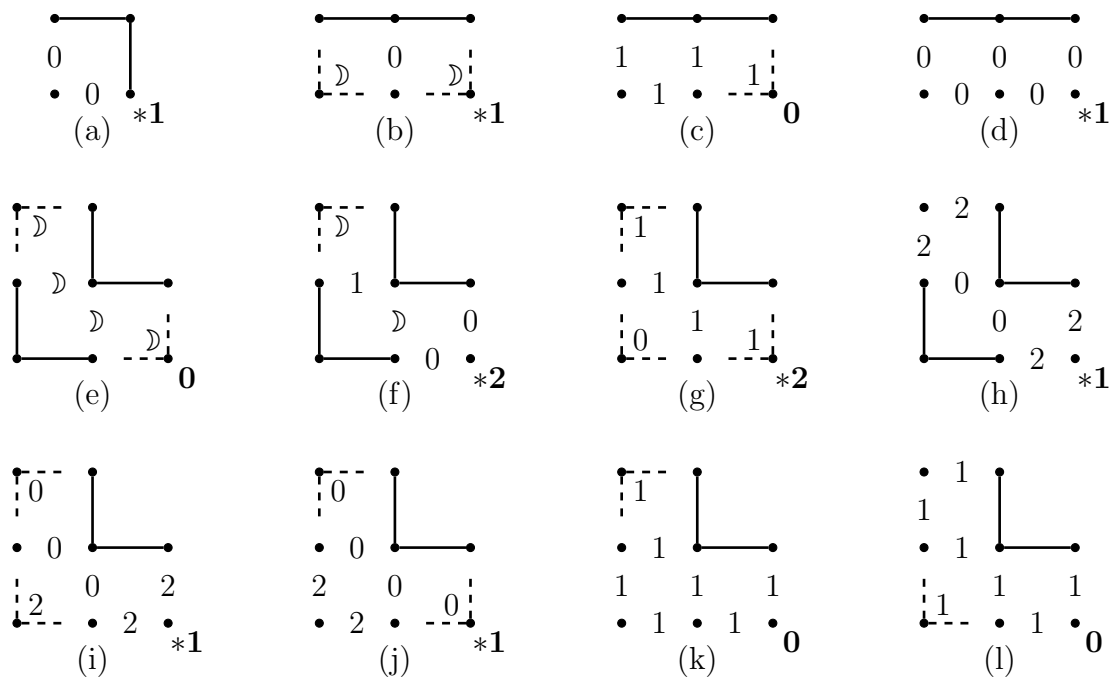 0 0 1 1 0 0 0
☽ ☽ 1
0 1 0 0
*1 *1 0 *1
(a) (b) (c) (d)
2
☽ ☽ 1
2
☽ 1 1 0
☽ ☽ 0 1 0 2
☽ 0 1
0 2
0 *2 *2 *1
(e) (f) (g) (h)
1
0 0 1
1
0 0 1 1
0 2 2 0 1 1 1 1 1
2 0 1
2 2 1 1 1
*1 *1 0 0
(i) (j) (k) (l)